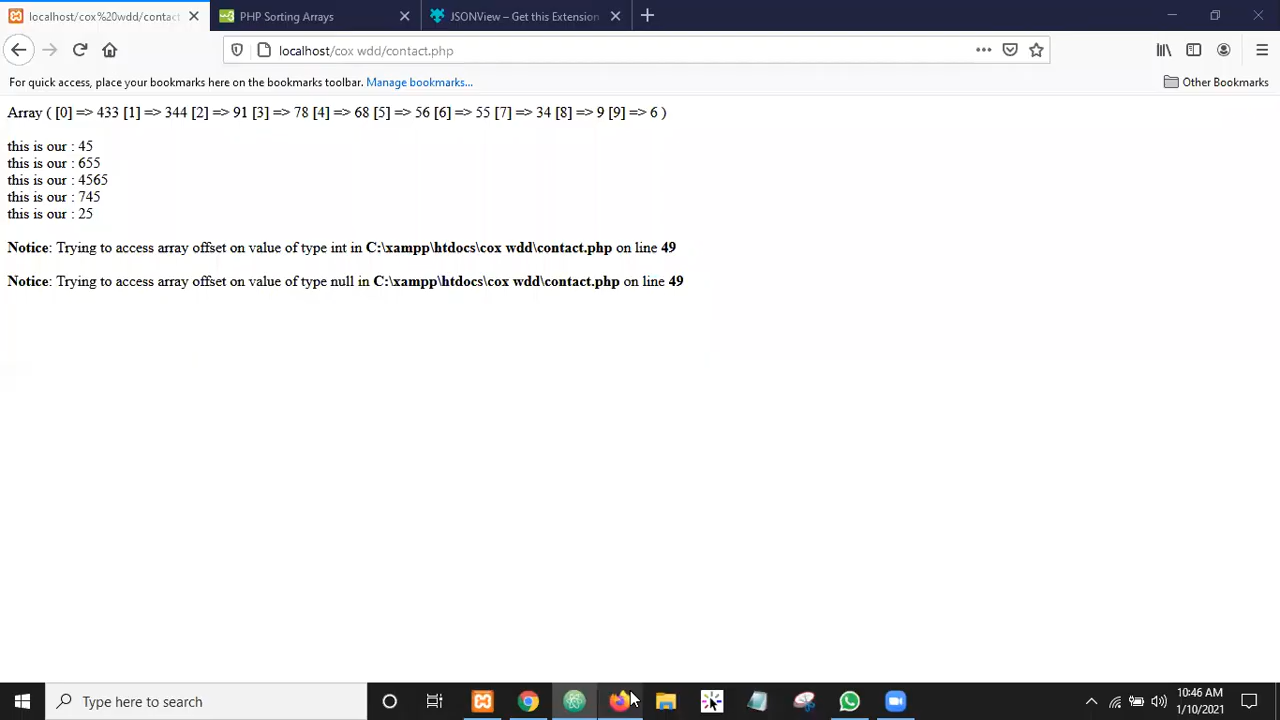 localhost/cox%20wdd/contact
PHP Sorting Arrays
JSONView – Get this Extension
localhost/cox wdd/contact.php
For quick access, place your bookmarks here on the bookmarks toolbar. Manage bookmarks...
Other Bookmarks
Array ( [0] => 433 [1] => 344 [2] => 91 [3] => 78 [4] => 68 [5] => 56 [6] => 55 [7] => 34 [8] => 9 [9] => 6 )
this is our : 45
this is our : 655
this is our : 4565
this is our : 745
this is our : 25
Notice: Trying to access array offset on value of type int in C:\xampp\htdocs\cox wdd\contact.php on line 49
Notice: Trying to access array offset on value of type null in C:\xampp\htdocs\cox wdd\contact.php on line 49
Type here to search
10:46 AM
1/10/2021